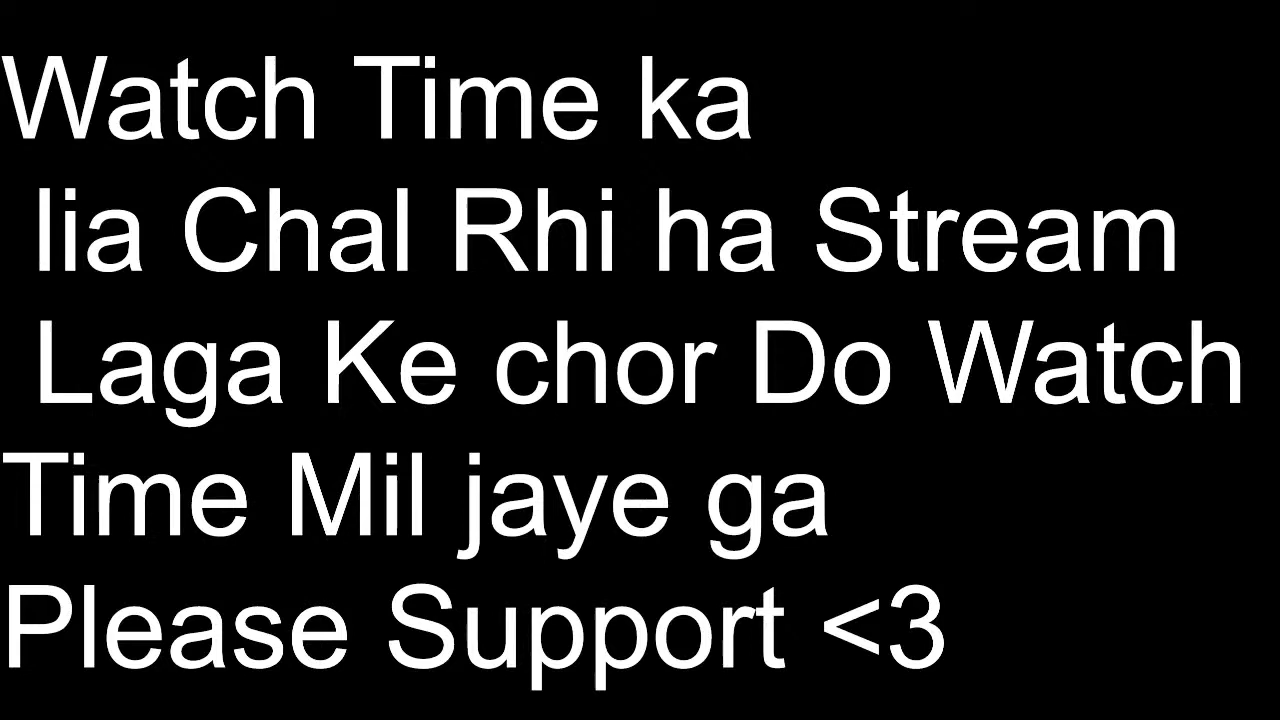 Watch Time ka
lia Chal Rhi ha Stream
Laga Ke chor Do Watch
Time Mil jaye ga
Please Support <3